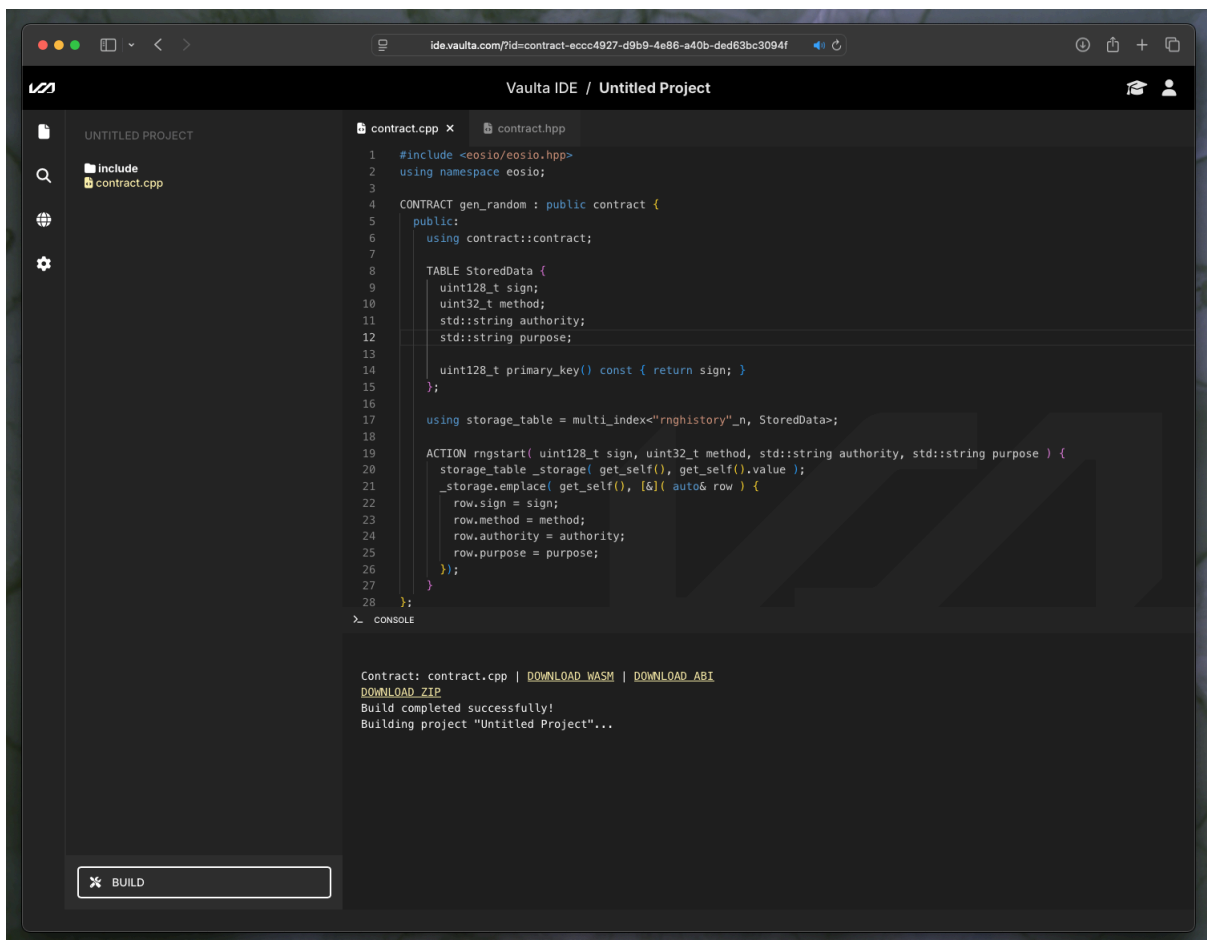 ide.vaulta.com/?id=contract-eccc4927-d9b9-4e86-a40b-ded63bc3094f
Vaulta IDE / Untitled Project
UNTITLED PROJECT
include
contract.cpp
contract.cpp
contract.hpp
1 #include <eosio/eosio.hpp>
2 using namespace eosio;
3
4 CONTRACT gen_random : public contract {
5 public:
6 using contract::contract;
7
8 TABLE StoredData {
9 uint128_t sign;
10 uint32_t method;
11 std::string authority;
12 std::string purpose;
13
14 uint128_t primary_key() const { return sign; }
15 };
16
17 using storage_table = multi_index<"rnghistory"_n, StoredData>;
18
19 ACTION rngstart( uint128_t sign, uint32_t method, std::string authority, std::string purpose ) {
20 storage_table _storage( get_self(), get_self().value );
21 _storage.emplace( get_self(), [&]( auto& row ) {
22 row.sign = sign;
23 row.method = method;
24 row.authority = authority;
25 row.purpose = purpose;
26 });
27 }
28 };
CONSOLE
Contract: contract.cpp | DOWNLOAD WASM | DOWNLOAD ABI
DOWNLOAD ZIP
Build completed successfully!
Building project "Untitled Project"...
BUILD